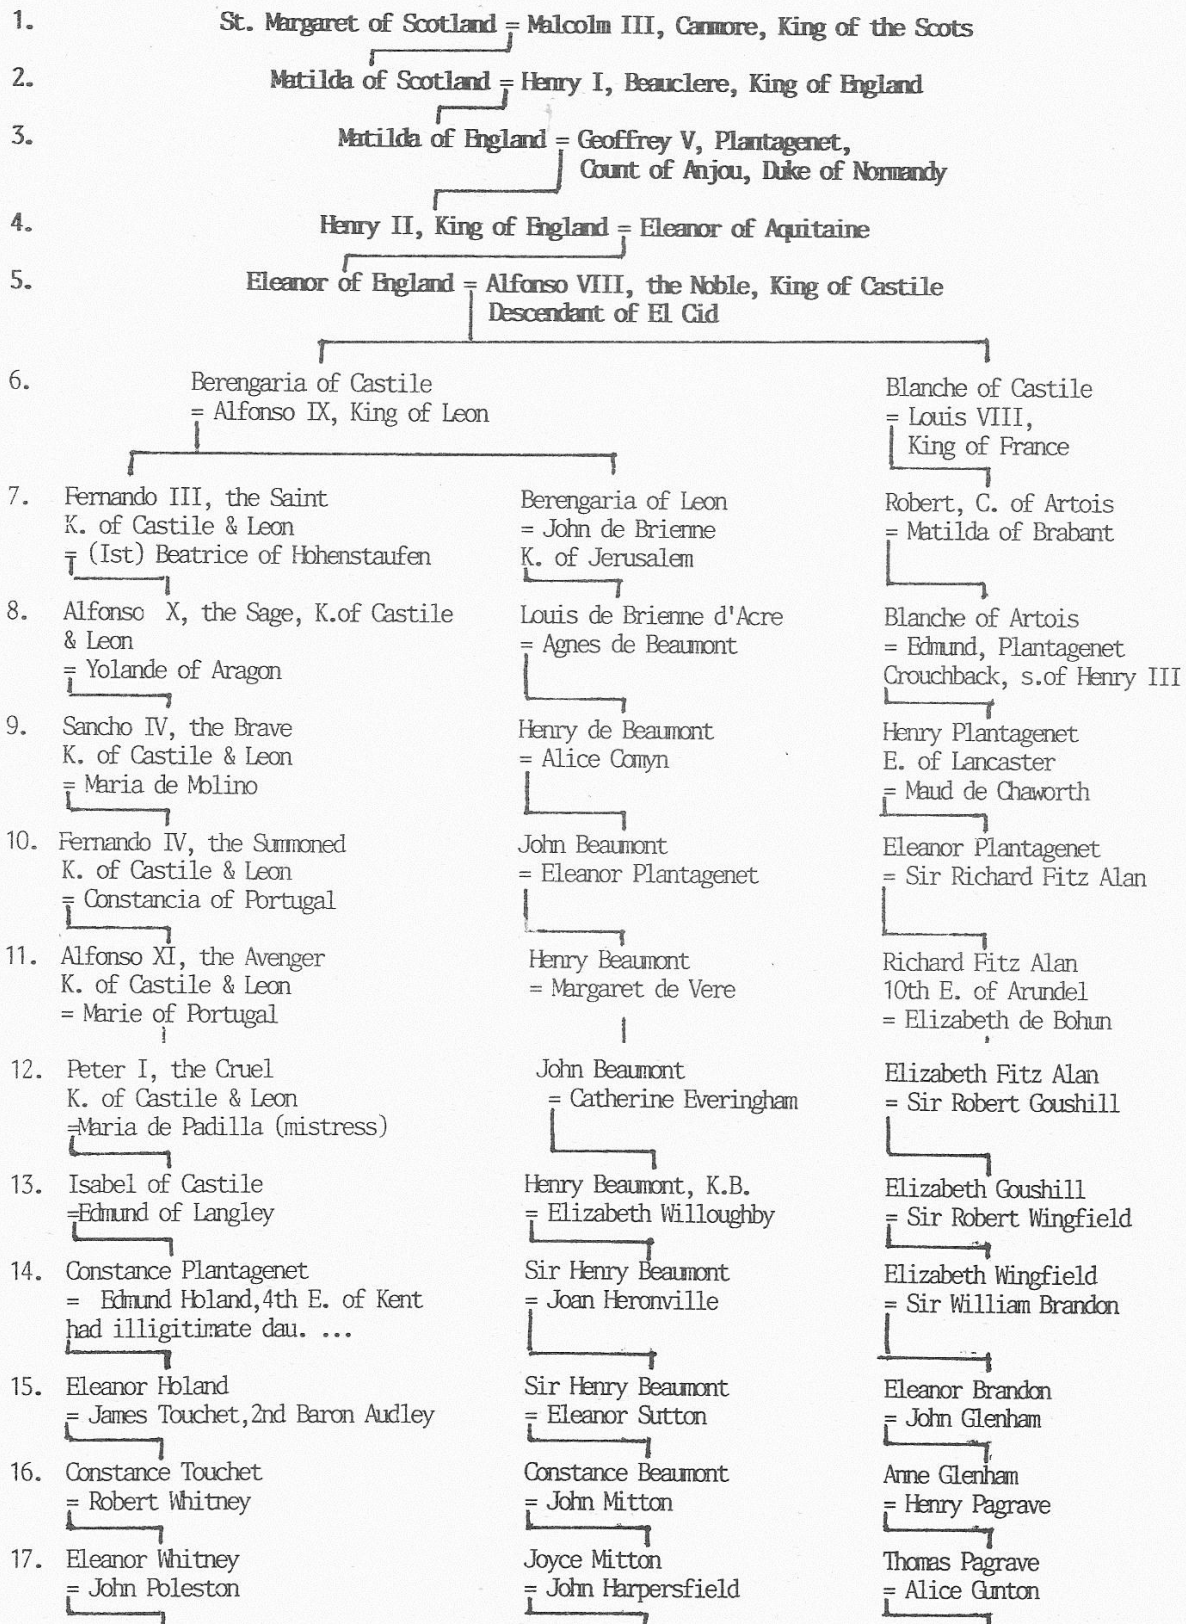 1. St. Margaret of Scotland = Malcolm III, Canmore, King of the Scots
2. Matilda of Scotland = Henry I, Beauclere, King of England
3. Matilda of England = Geoffrey V, Plantagenet,
Count of Anjou, Duke of Normandy
4. Henry II, King of England = Eleanor of Aquitaine
5. Eleanor of England = Alfonso VIII, the Noble, King of Castile
Descendant of El Cid
6. Berengaria of Castile
= Alfonso IX, King of Leon
Blanche of Castile
= Louis VIII,
King of France
7. Fernando III, the Saint
K. of Castile & Leon
= (Ist) Beatrice of Hohenstaufen
Berengaria of Leon
= John de Brienne
K. of Jerusalem
Robert, C. of Artois
= Matilda of Brabant
8. Alfonso X, the Sage, K.of Castile
& Leon
= Yolande of Aragon
Louis de Brienne d'Acre
= Agnes de Beaumont
Blanche of Artois
= Edmund, Plantagenet
Crouchback, s.of Henry III
9. Sancho IV, the Brave
K. of Castile & Leon
= Maria de Molino
Henry de Beaumont
= Alice Comyn
Henry Plantagenet
E. of Lancaster
= Maud de Chaworth
10. Fernando IV, the Summoned
K. of Castile & Leon
= Constancia of Portugal
John Beaumont
= Eleanor Plantagenet
Eleanor Plantagenet
= Sir Richard Fitz Alan
11. Alfonso XI, the Avenger
K. of Castile & Leon
= Marie of Portugal
Henry Beaumont
= Margaret de Vere
Richard Fitz Alan
10th E. of Arundel
= Elizabeth de Bohun
12. Peter I, the Cruel
K. of Castile & Leon
=Maria de Padilla (mistress)
John Beaumont
= Catherine Everingham
Elizabeth Fitz Alan
= Sir Robert Goushill
13. Isabel of Castile
=Edmund of Langley
Henry Beaumont, K.B.
= Elizabeth Willoughby
Elizabeth Goushill
= Sir Robert Wingfield
14. Constance Plantagenet
= Edmund Holand,4th E. of Kent
had illigitimate dau. ...
Sir Henry Beaumont
= Joan Heronville
Elizabeth Wingfield
= Sir William Brandon
15. Eleanor Holand
= James Touchet,2nd Baron Audley
Sir Henry Beaumont
= Eleanor Sutton
Eleanor Brandon
= John Glenham
16. Constance Touchet
= Robert Whitney
Constance Beaumont
= John Mitton
Anne Glenham
= Henry Pagrave
17. Eleanor Whitney
= John Poleston
Joyce Mitton
= John Harpersfield
Thomas Pagrave
= Alice Gunton